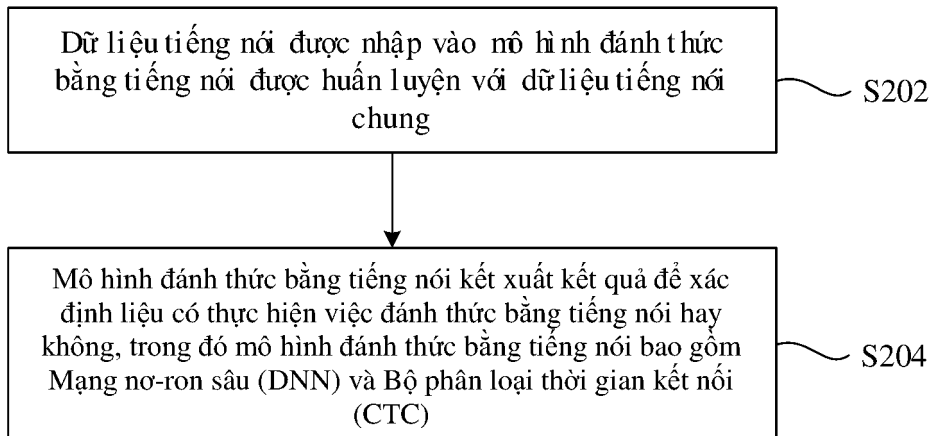 Dữ liệu tiếng nói được nhập vào mô hình đánh thức
bằng tiếng nói được huấn luyện với dữ liệu tiếng nói
chung
S202
Mô hình đánh thức bằng tiếng nói kết xuất kết quả để xác
định liệu có thực hiện việc đánh thức bằng tiếng nói hay
không, trong đó mô hình đánh thức bằng tiếng nói bao gồm
Mạng nơ-ron sâu (DNN) và Bộ phân loại thời gian kết nối
(CTC)
S204